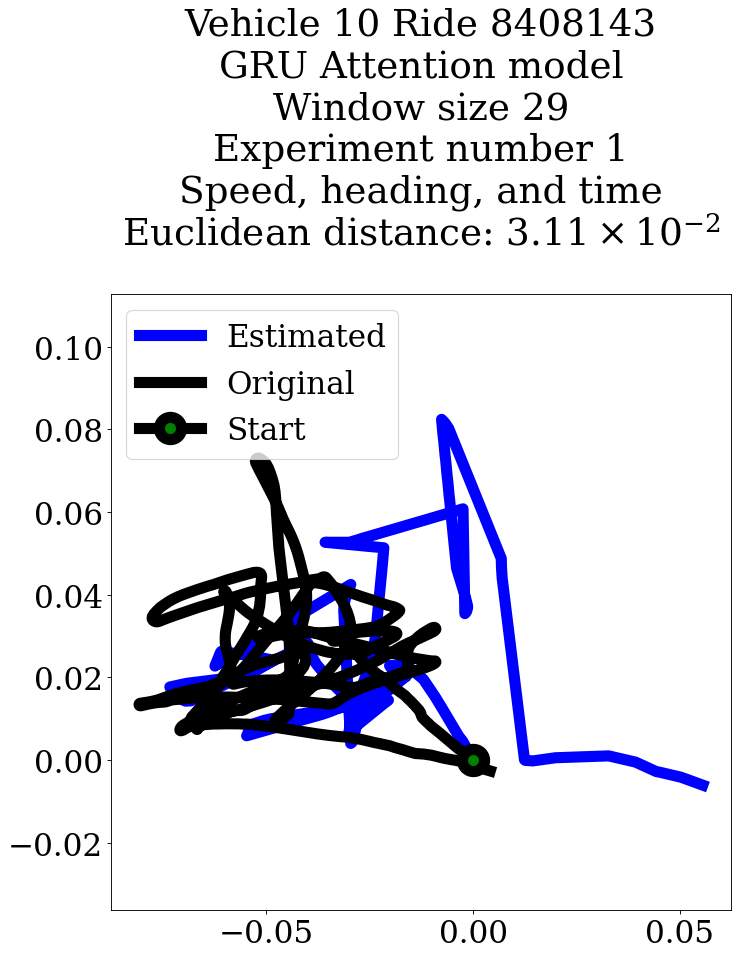 Vehicle 10 Ride 8408143
GRU Attention model
Window size 29
Experiment number 1
Speed, heading, and time
Euclidean distance: 3.11 × 10⁻²
Estimated
Original
Start
0.10
0.08
0.06
0.04
0.02
0.00
−0.02
−0.05
0.00
0.05